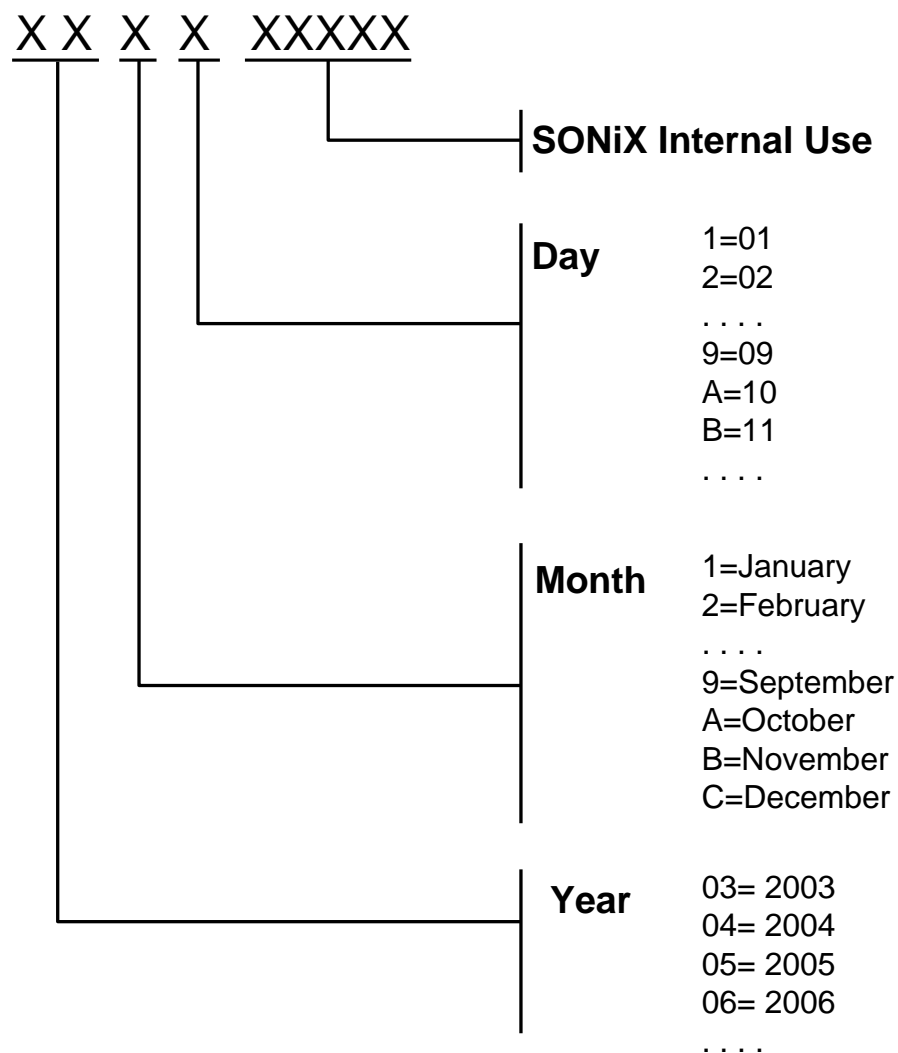 X X X X XXXXX
SONiX Internal Use
Day
1=01
2=02
. . . .
9=09
A=10
B=11
. . . .
Month
1=January
2=February
. . . .
9=September
A=October
B=November
C=December
Year
03= 2003
04= 2004
05= 2005
06= 2006
. . . .